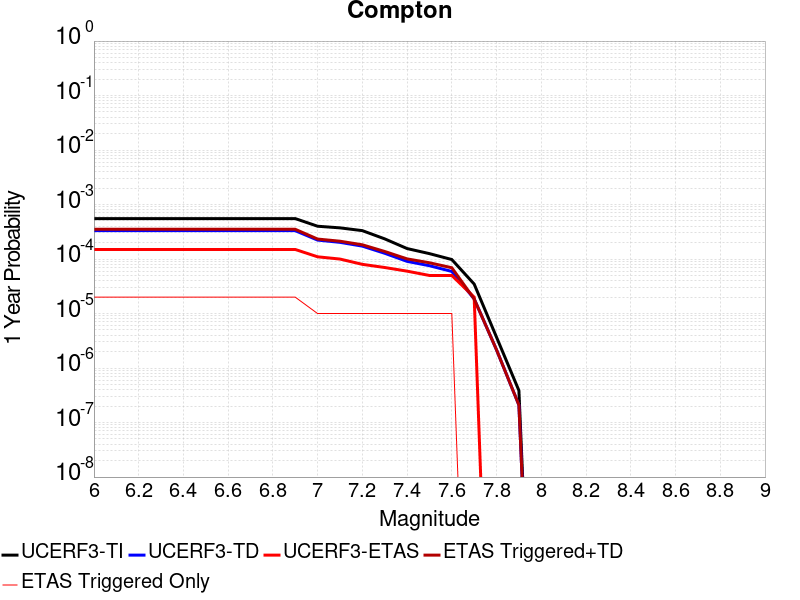 Compton
10^0
10^-1
10^-2
10^-3
10^-4
10^-5
10^-6
10^-7
10^-8
1 Year Probability
6 6.2 6.4 6.6 6.8 7 7.2 7.4 7.6 7.8 8 8.2 8.4 8.6 8.8 9
Magnitude
UCERF3-TI UCERF3-TD UCERF3-ETAS ETAS Triggered+TD
ETAS Triggered Only